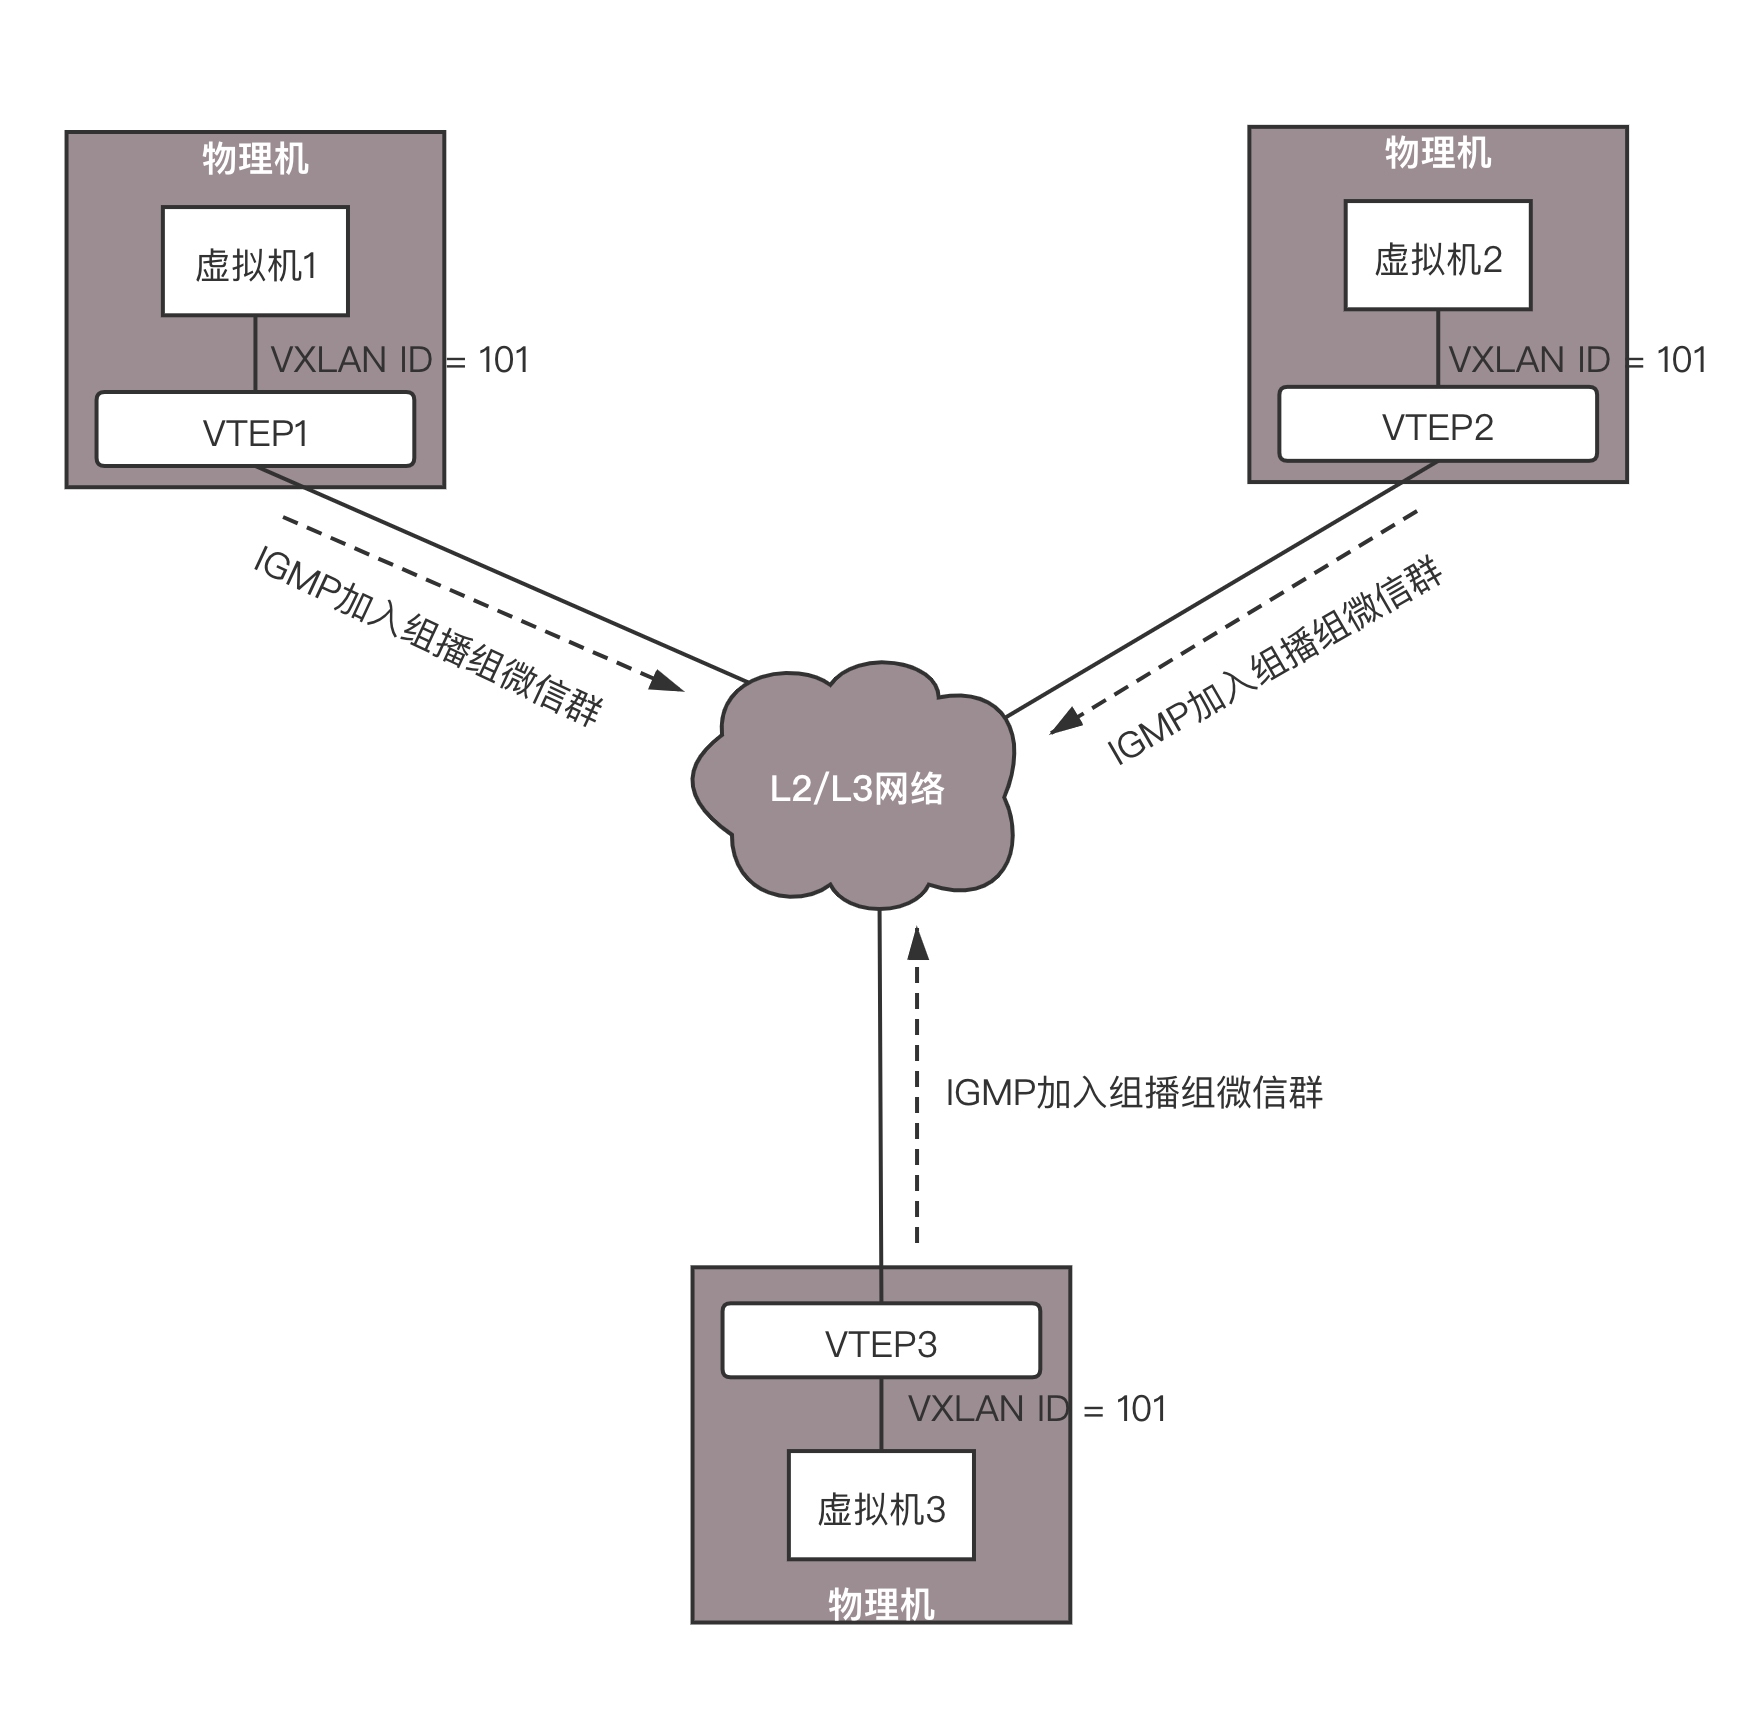 物理机
虚拟机1
VXLAN ID = 101
VTEP1
物理机
虚拟机2
VXLAN ID = 101
VTEP2
IGMP加入组播组微信群
IGMP加入组播组微信群
L2/L3网络
IGMP加入组播组微信群
VTEP3
VXLAN ID = 101
虚拟机3
物理机